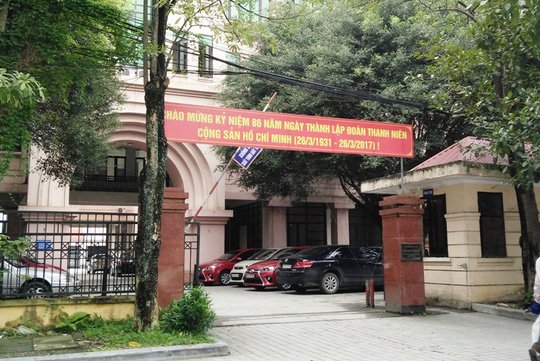 CHÀO MỪNG KỶ NIỆM 86 NĂM NGÀY THÀNH LẬP ĐOÀN THANH NIÊN
CỘNG SẢN HỒ CHÍ MINH (26/3/1931 - 26/3/2017) !